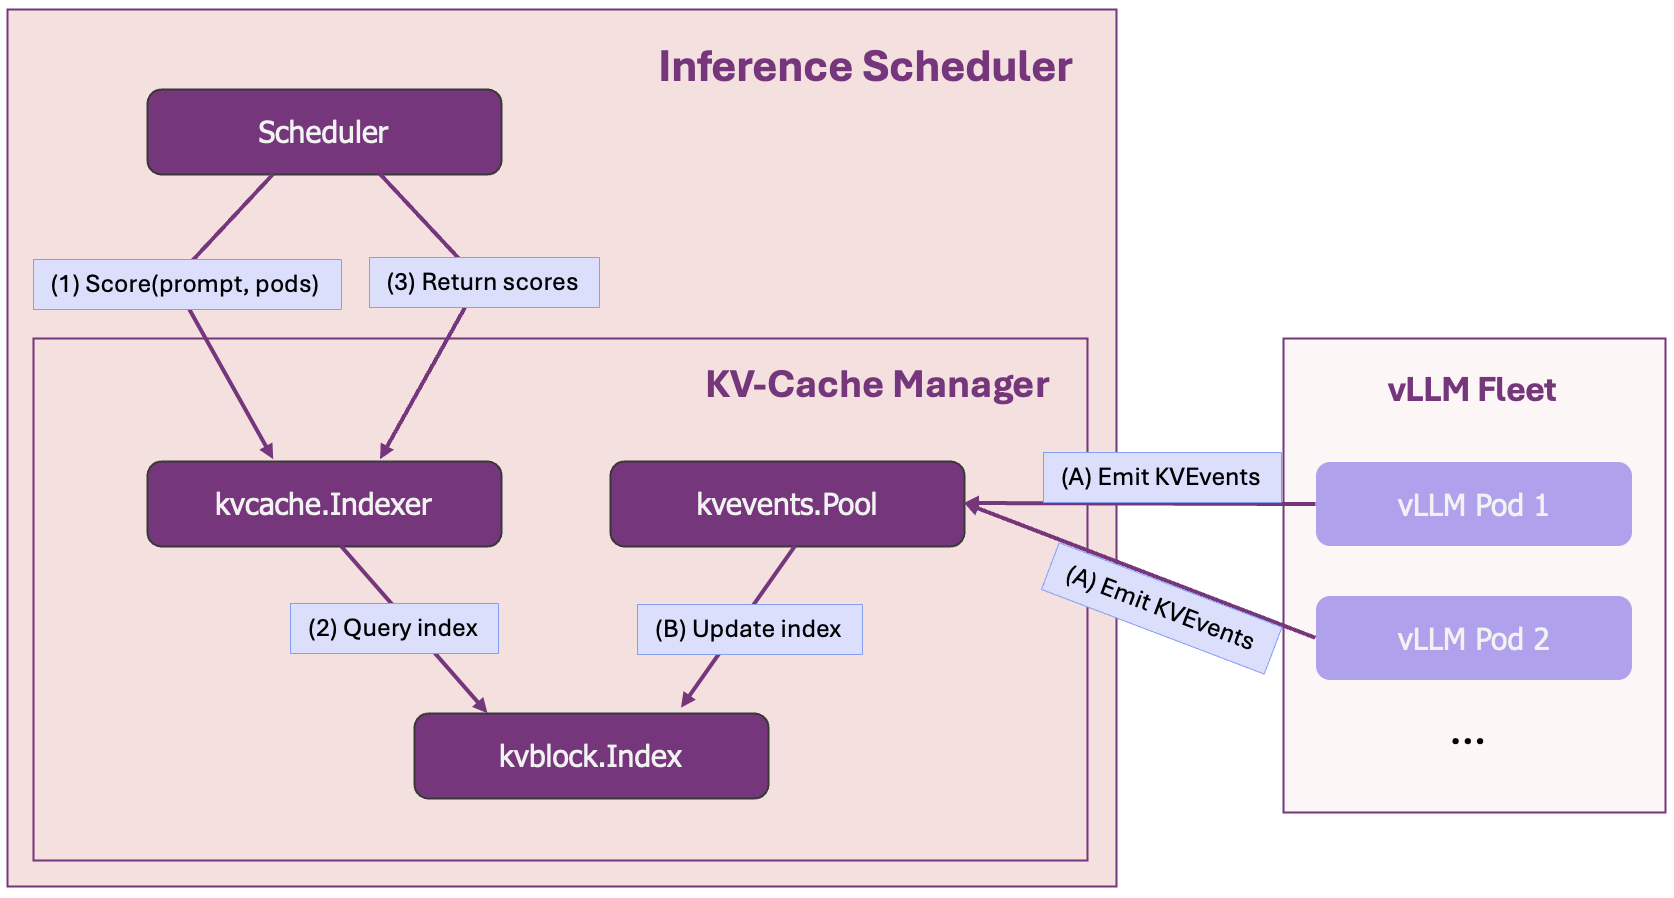 Inference Scheduler
Scheduler
(1) Score(prompt, pods)
(3) Return scores
KV-Cache Manager
vLLM Fleet
kvcache.Indexer
kvevents.Pool
(A) Emit KVEvents
vLLM Pod 1
(A) Emit KVEvents
vLLM Pod 2
(2) Query index
(B) Update index
kvblock.Index
...